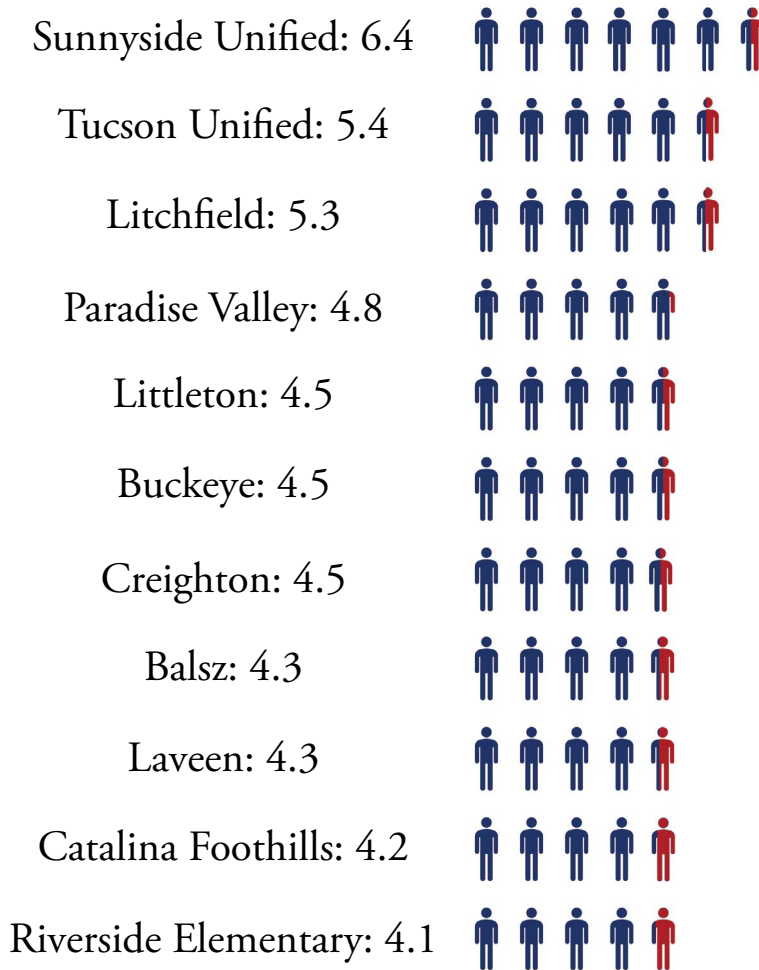 Sunnyside Unified: 6.4
Tucson Unified: 5.4
Litchfield: 5.3
Paradise Valley: 4.8
Littleton: 4.5
Buckeye: 4.5
Creighton: 4.5
Balsz: 4.3
Laveen: 4.3
Catalina Foothills: 4.2
Riverside Elementary: 4.1